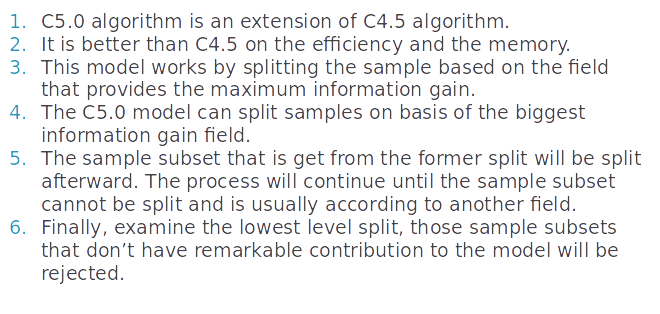 1. C5.0 algorithm is an extension of C4.5 algorithm.
2. It is better than C4.5 on the efficiency and the memory.
3. This model works by splitting the sample based on the field
that provides the maximum information gain.
4. The C5.0 model can split samples on basis of the biggest
information gain field.
5. The sample subset that is get from the former split will be split
afterward. The process will continue until the sample subset
cannot be split and is usually according to another field.
6. Finally, examine the lowest level split, those sample subsets
that don’t have remarkable contribution to the model will be
rejected.